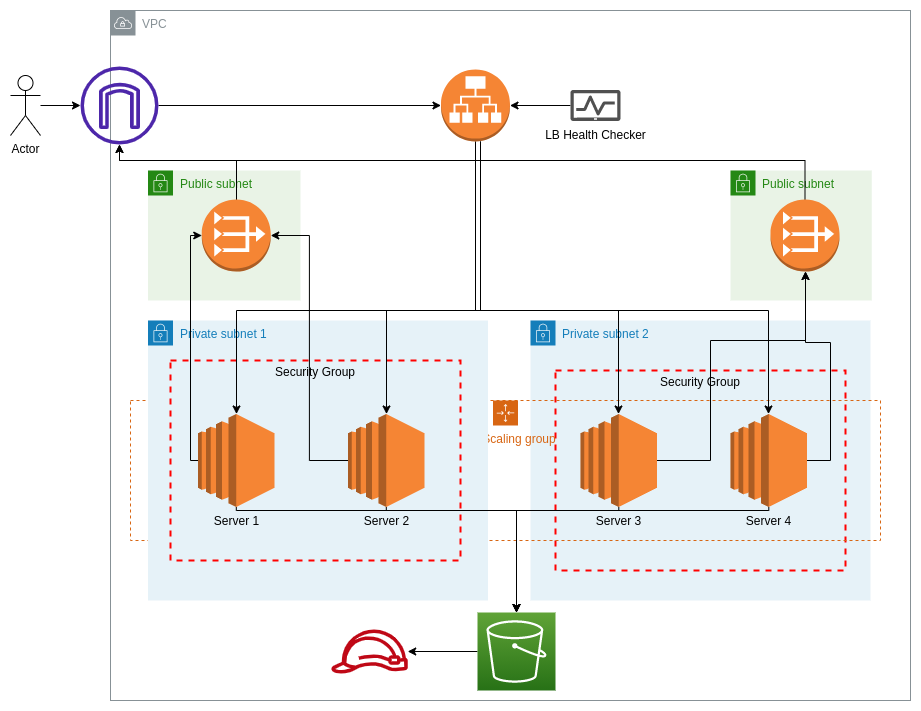 VPC
Actor
LB Health Checker
Public subnet
Public subnet
Private subnet 1
Private subnet 2
Security Group
Security Group
Scaling group
Server 1
Server 2
Server 3
Server 4